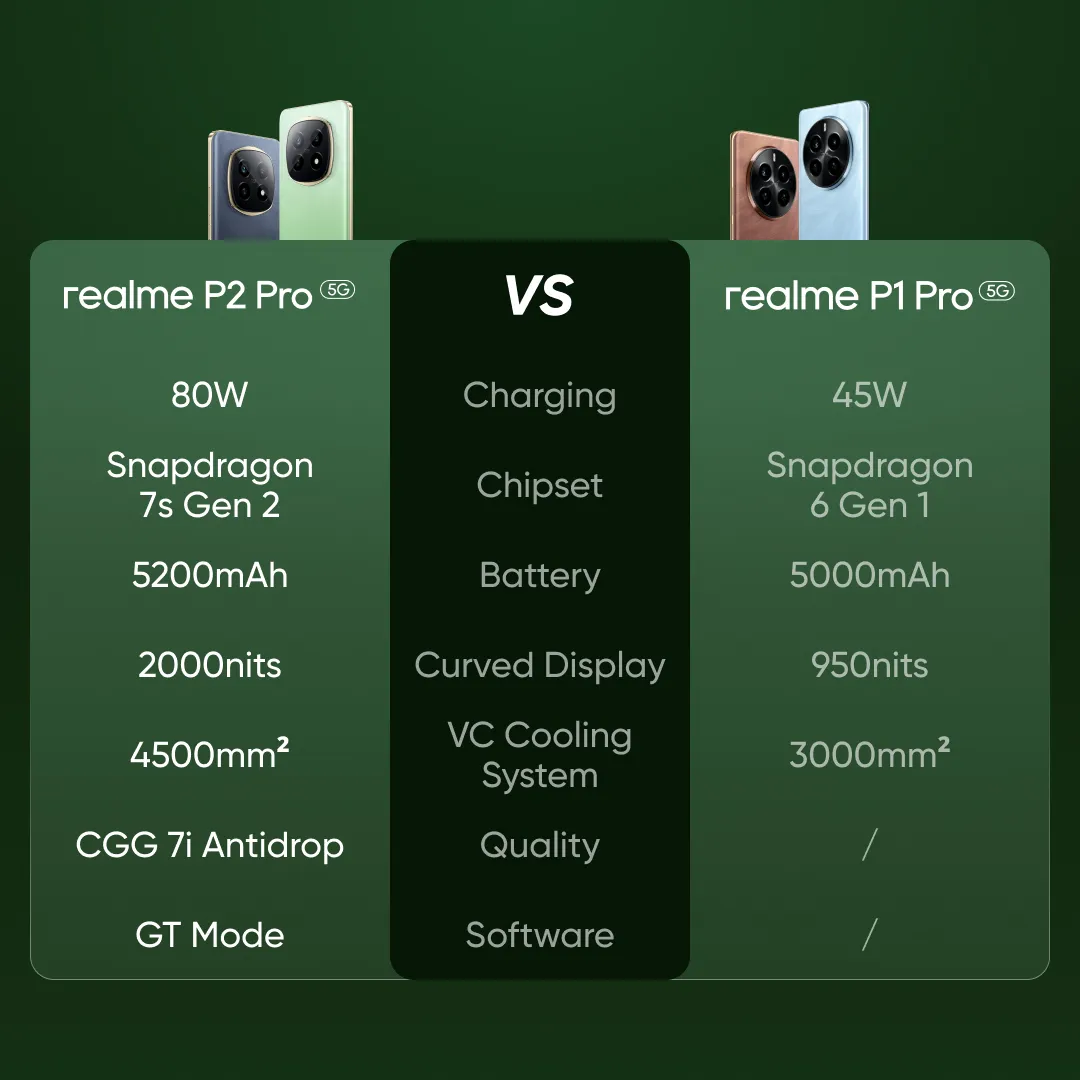 realme P2 Pro 5G VS realme P1 Pro 5G
80W Charging 45W
Snapdragon
7s Gen 2
Chipset
Snapdragon
6 Gen 1
5200mAh Battery 5000mAh
2000nits Curved Display 950nits
4500mm²
VC Cooling
System
3000mm²
CGG 7i Antidrop Quality /
GT Mode Software /